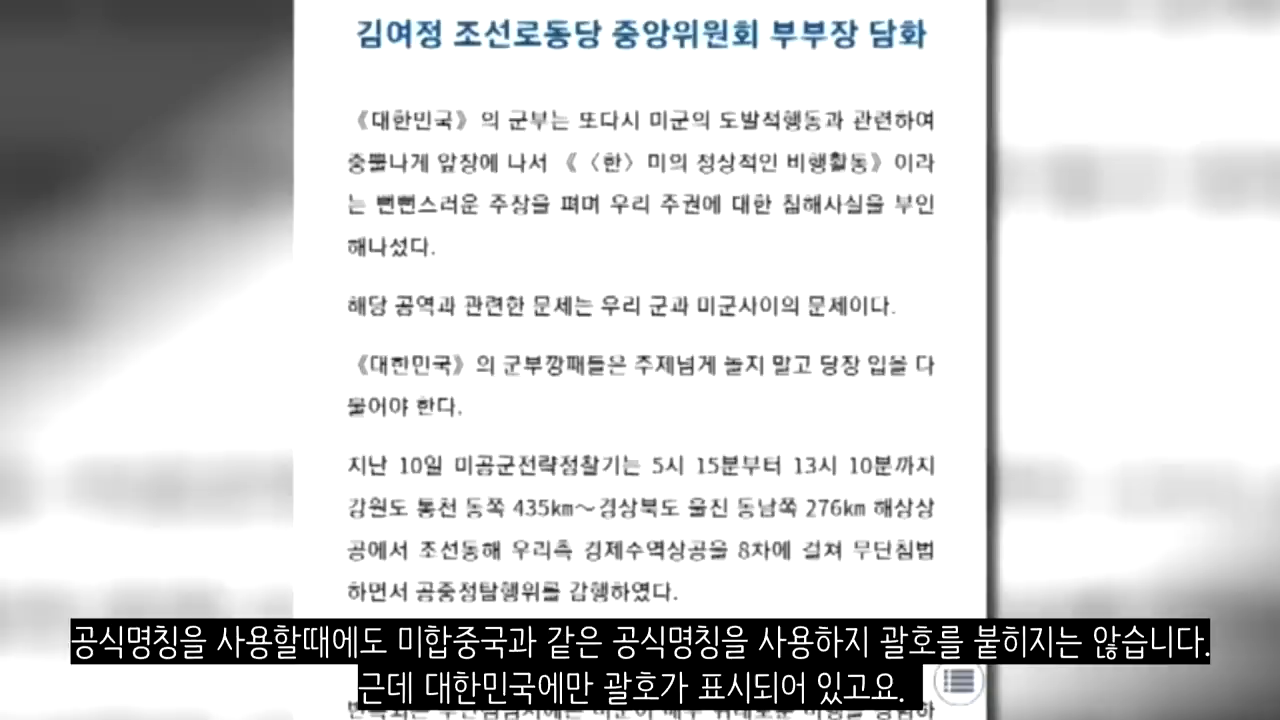 김여정 조선로동당 중앙위원회 부부장 담화
《대한민국》의 군부는 또다시 미군의 도발적행동과 관련하여
중뿔나게 앞장에 나서 《〈한〉미의 정상적인 비행활동》이라
는 뻔뻔스러운 주장을 펴며 우리 주권에 대한 침해사실을 부인
해나섰다.
해당 공역과 관련한 문제는 우리 군과 미군사이의 문제이다.
《대한민국》의 군부깡패들은 주제넘게 놀지 말고 당장 입을 다
물어야 한다.
지난 10일 미공군전략정찰기는 5시 15분부터 13시 10분까지
강원도 통천 동쪽 435㎞～경상북도 울진 동남쪽 276㎞ 해상상
공에서 조선동해 우리측 경제수역상공을 8차에 걸쳐 무단침범
하면서 공중정탐행위를 감행하였다.
공식명칭을 사용할때에도 미합중국과 같은 공식명칭을 사용하지 괄호를 붙히지는 않습니다.
근데 대한민국에만 괄호가 표시되어 있고요.